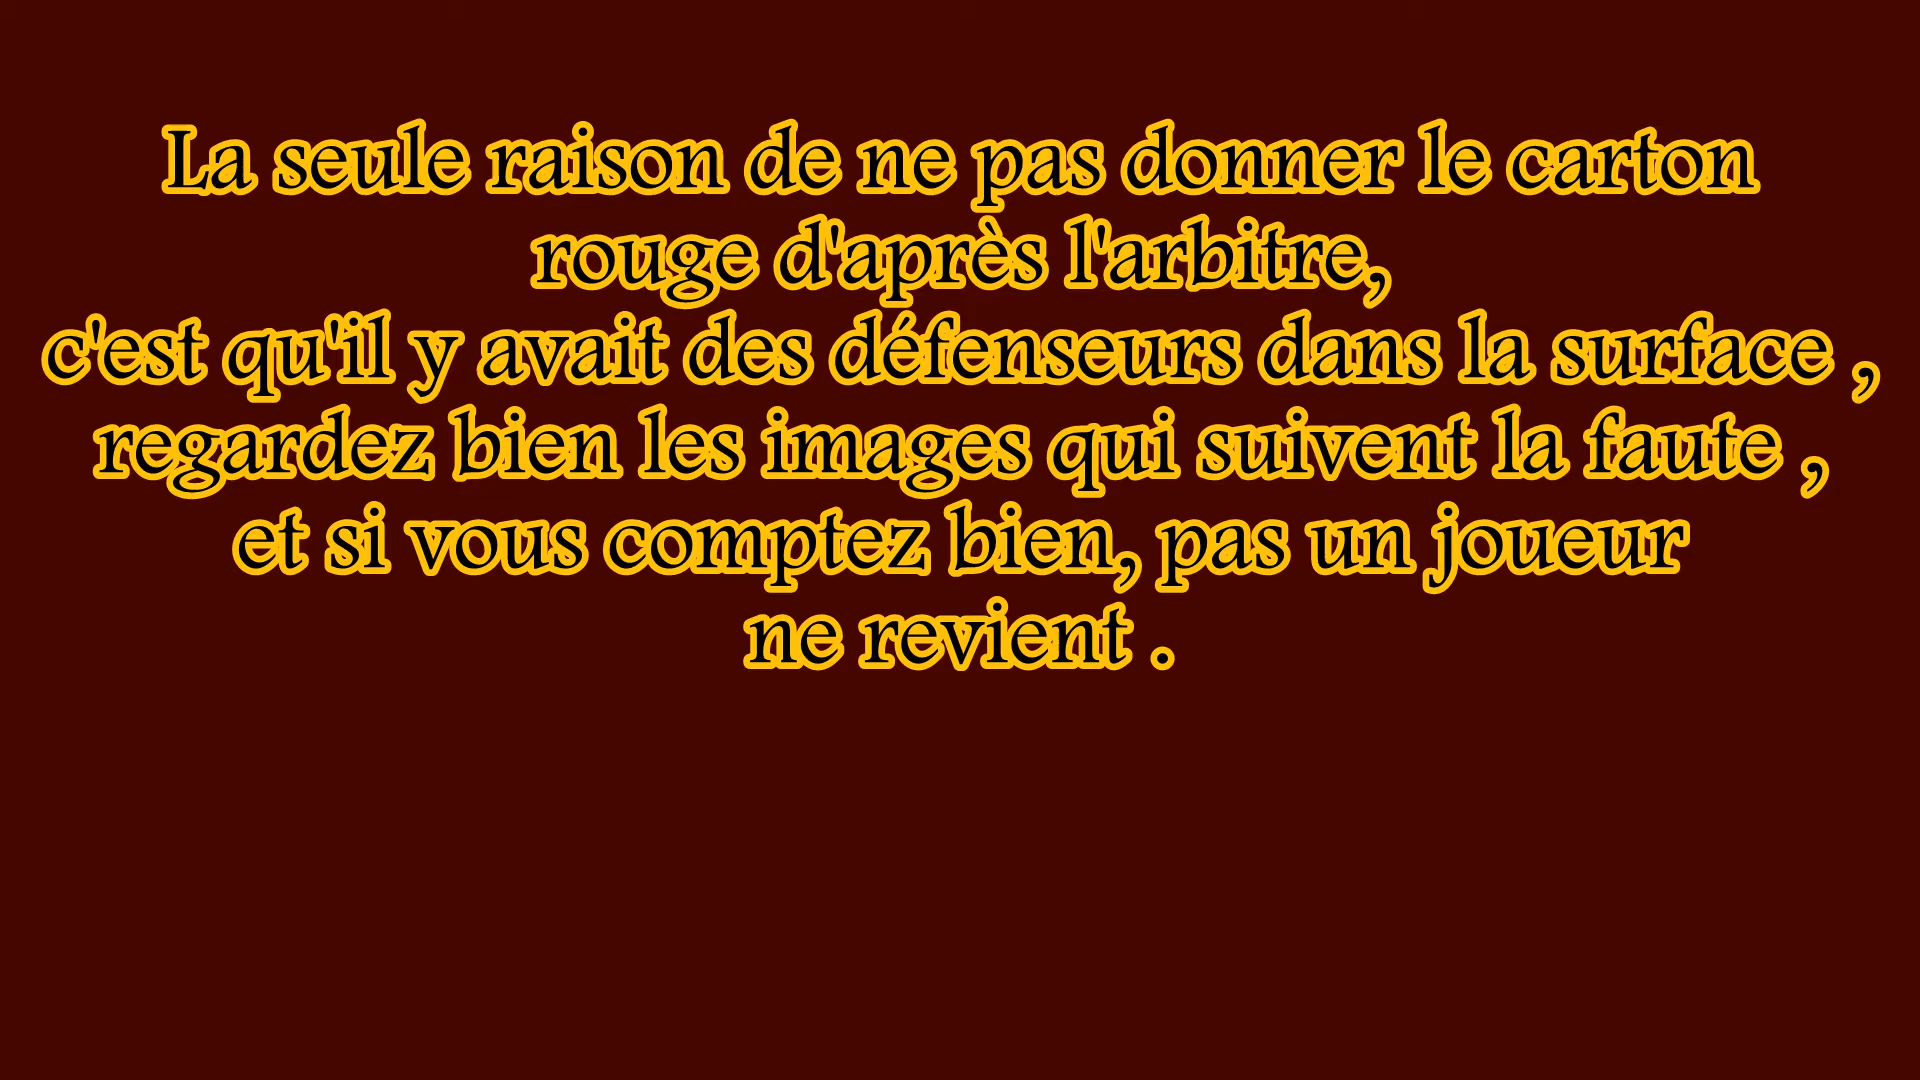 La seule raison de ne pas donner le carton
rouge d'après l'arbitre,
c'est qu'il y avait des défenseurs dans la surface ,
regardez bien les images qui suivent la faute ,
et si vous comptez bien, pas un joueur
ne revient .